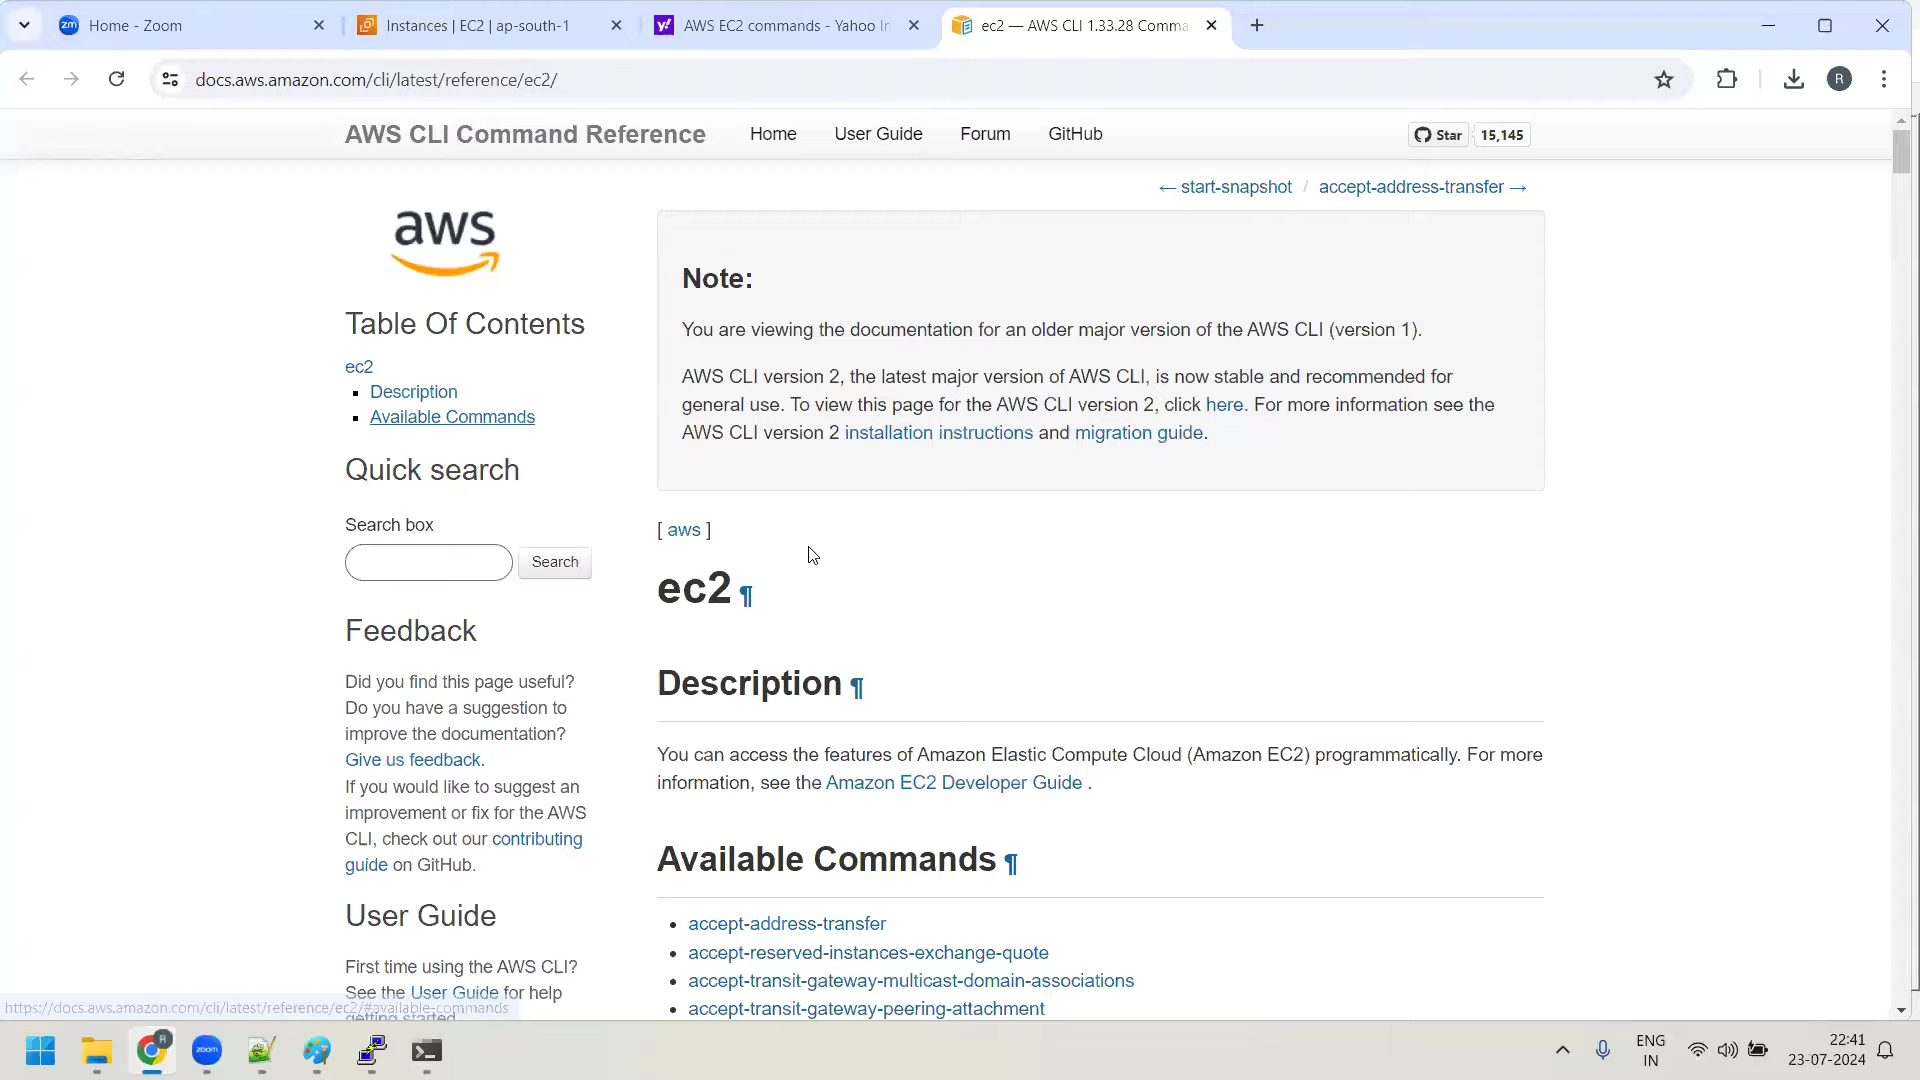 Home - Zoom
Instances | EC2 | ap-south-1
AWS EC2 commands - Yahoo
ec2 — AWS CLI 1.33.28 Comma
docs.aws.amazon.com/cli/latest/reference/ec2/
R
AWS CLI Command Reference
Home
User Guide
Forum
GitHub
Star
15,145
← start-snapshot / accept-address-transfer →
aws
Note:
You are viewing the documentation for an older major version of the AWS CLI (version 1).
AWS CLI version 2, the latest major version of AWS CLI, is now stable and recommended for
general use. To view this page for the AWS CLI version 2, click here. For more information see the
AWS CLI version 2 installation instructions and migration guide.
Table Of Contents
ec2
Description
Available Commands
Quick search
Search box
Search
Feedback
Did you find this page useful?
Do you have a suggestion to
improve the documentation?
Give us feedback.
If you would like to suggest an
improvement or fix for the AWS
CLI, check out our contributing
guide on GitHub.
User Guide
First time using the AWS CLI?
See the User Guide for help
getting started.
[ aws ]
ec2 ¶
Description ¶
You can access the features of Amazon Elastic Compute Cloud (Amazon EC2) programmatically. For more
information, see the Amazon EC2 Developer Guide .
Available Commands ¶
• accept-address-transfer
• accept-reserved-instances-exchange-quote
• accept-transit-gateway-multicast-domain-associations
• accept-transit-gateway-peering-attachment
https://docs.aws.amazon.com/cli/latest/reference/ec2/#available-commands
zoom
ENG
IN
22:41
23-07-2024